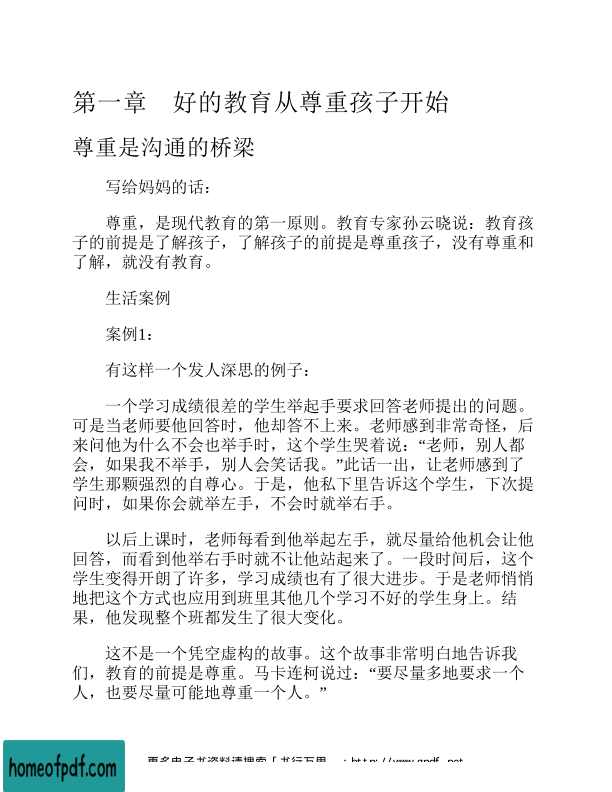 第一章　好的教育从尊重孩子开始
尊重是沟通的桥梁
写给妈妈的话：
尊重，是现代教育的第一原则。教育专家孙云晓说：教育孩
子的前提是了解孩子，了解孩子的前提是尊重孩子，没有尊重和
了解，就没有教育。
生活案例
案例1：
有这样一个发人深思的例子：
一个学习成绩很差的学生举起手要求回答老师提出的问题。
可是当老师要他回答时，他却答不上来。老师感到非常奇怪，后
来问他为什么不会也举手时，这个学生哭着说：“老师，别人都
会，如果我不举手，别人会笑话我。”此话一出，让老师感到了
学生那颗强烈的自尊心。于是，他私下里告诉这个学生，下次提
问时，如果你会就举左手，不会时就举右手。
以后上课时，老师每看到他举起左手，就尽量给他机会让他
回答，而看到他举右手时就不让他站起来了。一段时间后，这个
学生变得开朗了许多，学习成绩也有了很大进步。于是老师悄悄
地把这个方式也应用到班里其他几个学习不好的学生身上。结
果，他发现整个班都发生了很大变化。
这不是一个凭空虚构的故事。这个故事非常明白地告诉我
们，教育的前提是尊重。马卡连柯说过：“要尽量多地要求一个
人，也要尽量可能地尊重一个人。”
更多电子书资料请搜索「书行万里
homeofpdf.com